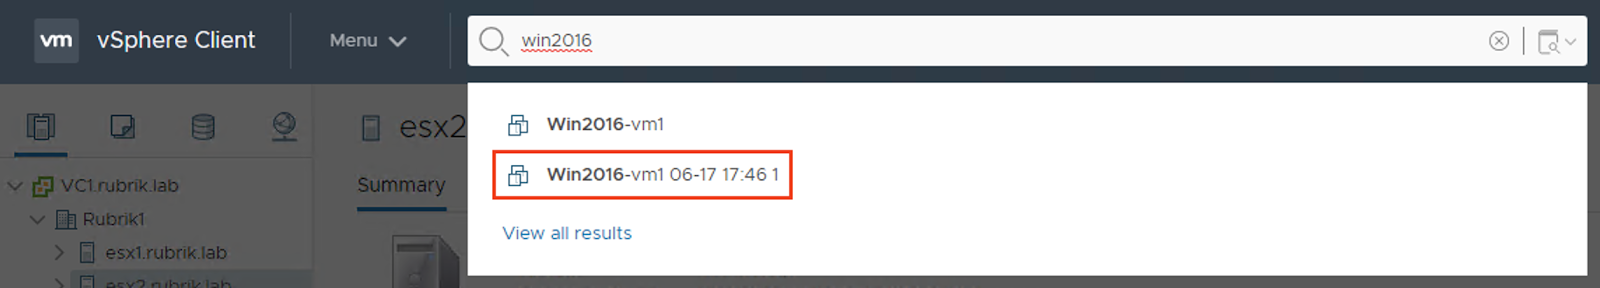 vm vSphere Client Menu win2016
Win2016-vm1
esx2
Win2016-vm1 06-17 17:46 1
VC1.rubrik.lab
Summary
Rubrik1
View all results
esx1.rubrik.lab
esx2.rubrik.lab